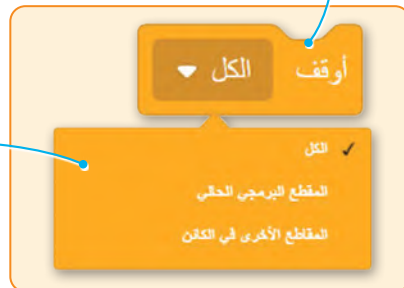 أوقف الكل
الكل
المقطع البرمجي الحالي
المقاطع الأخرى في الكائن